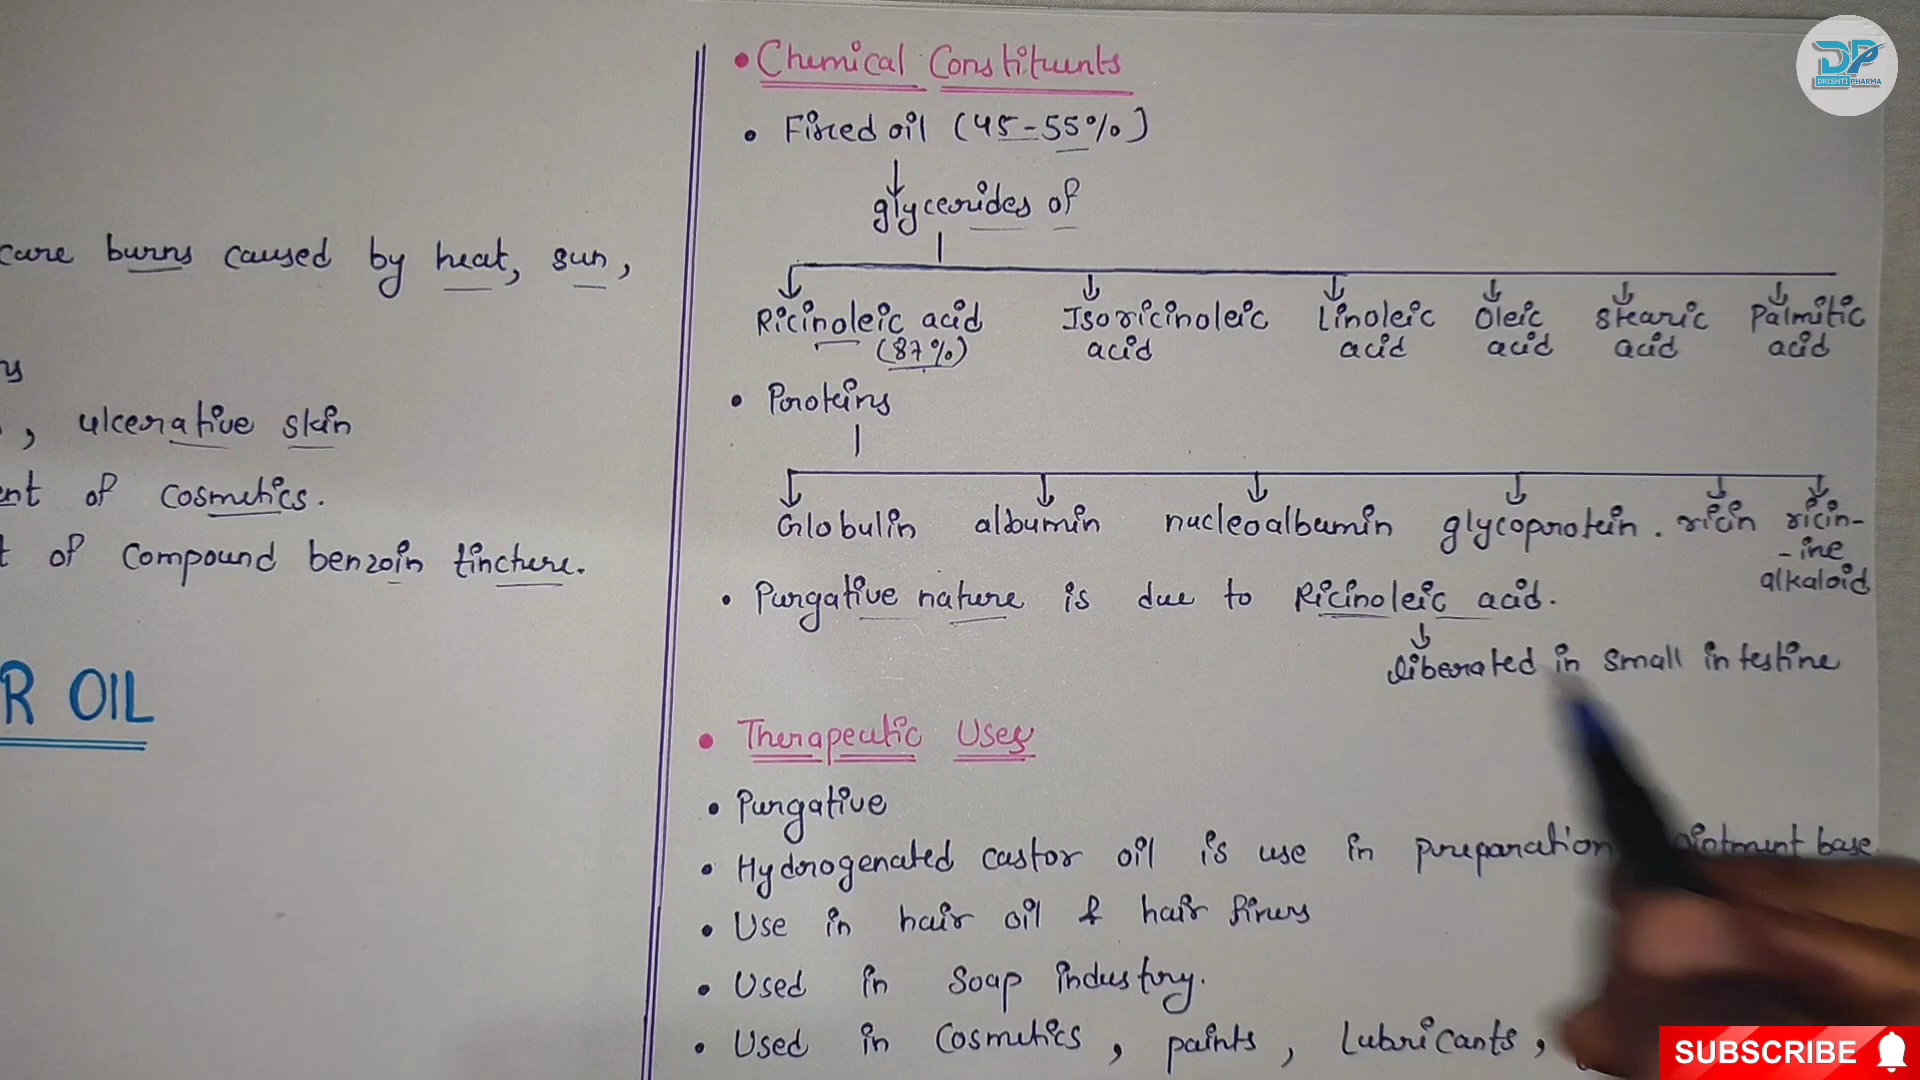 cure burns caused by heat, sun,
, ulcerative skin
of cosmetics.
of compound benzoin tincture.
R OIL
• Chemical Constituents
• Fixed oil (45-55%)
glycerides of
Ricinoleic acid Isoricinoleic Linoleic Oleic Stearic Palmitic
(87%) acid acid acid acid acid
• Proteins
Globulin albumin nucleoalbumin glycoprotein. ricin ricin-
-ine
alkaloid
• Purgative nature is due to Ricinoleic acid.
liberated in small intestine
• Therapeutic Uses
• Purgative
• Hydrogenated castor oil is use in preparation ointment base
• Use in hair oil & hair
• Used in Soap industry.
• Used in Cosmetics, paints, Lubricants,
DP
DRISHTI PHARMA
SUBSCRIBE